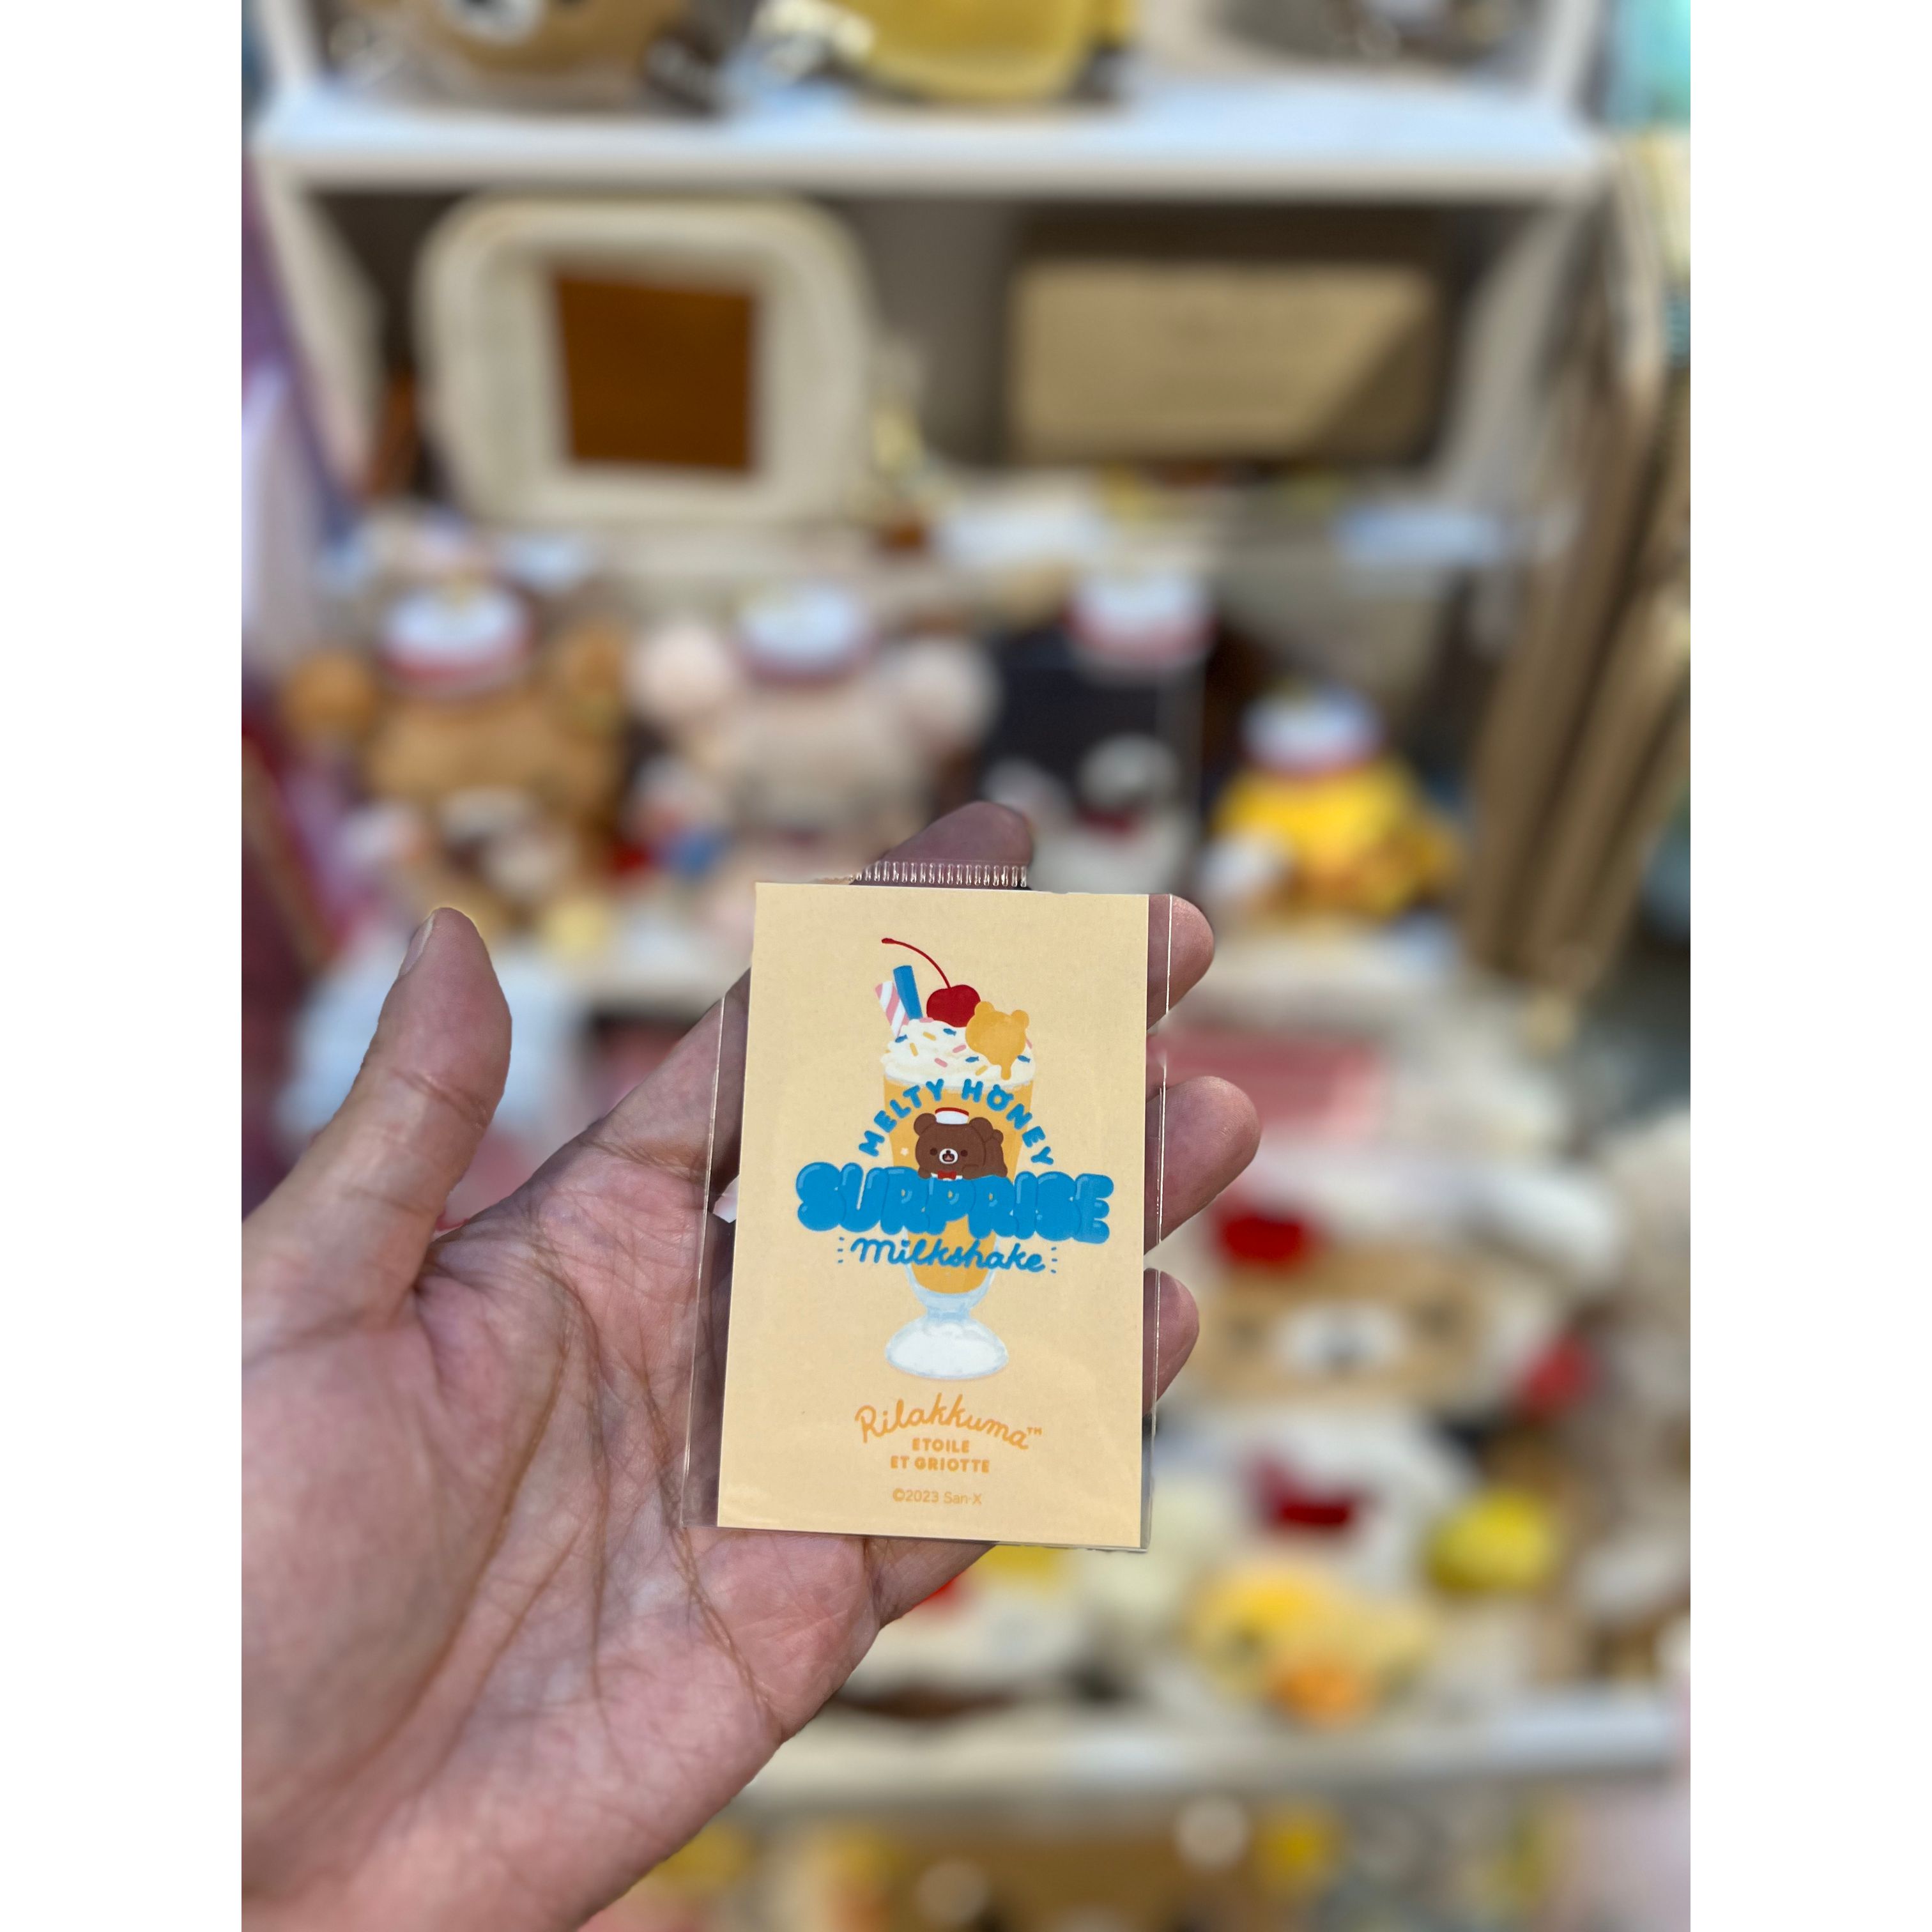 MELTY HONEY
SURPRISE
milkshake
Rilakkuma™
ETOILE
ET GRIOTTE
©2023 San-X